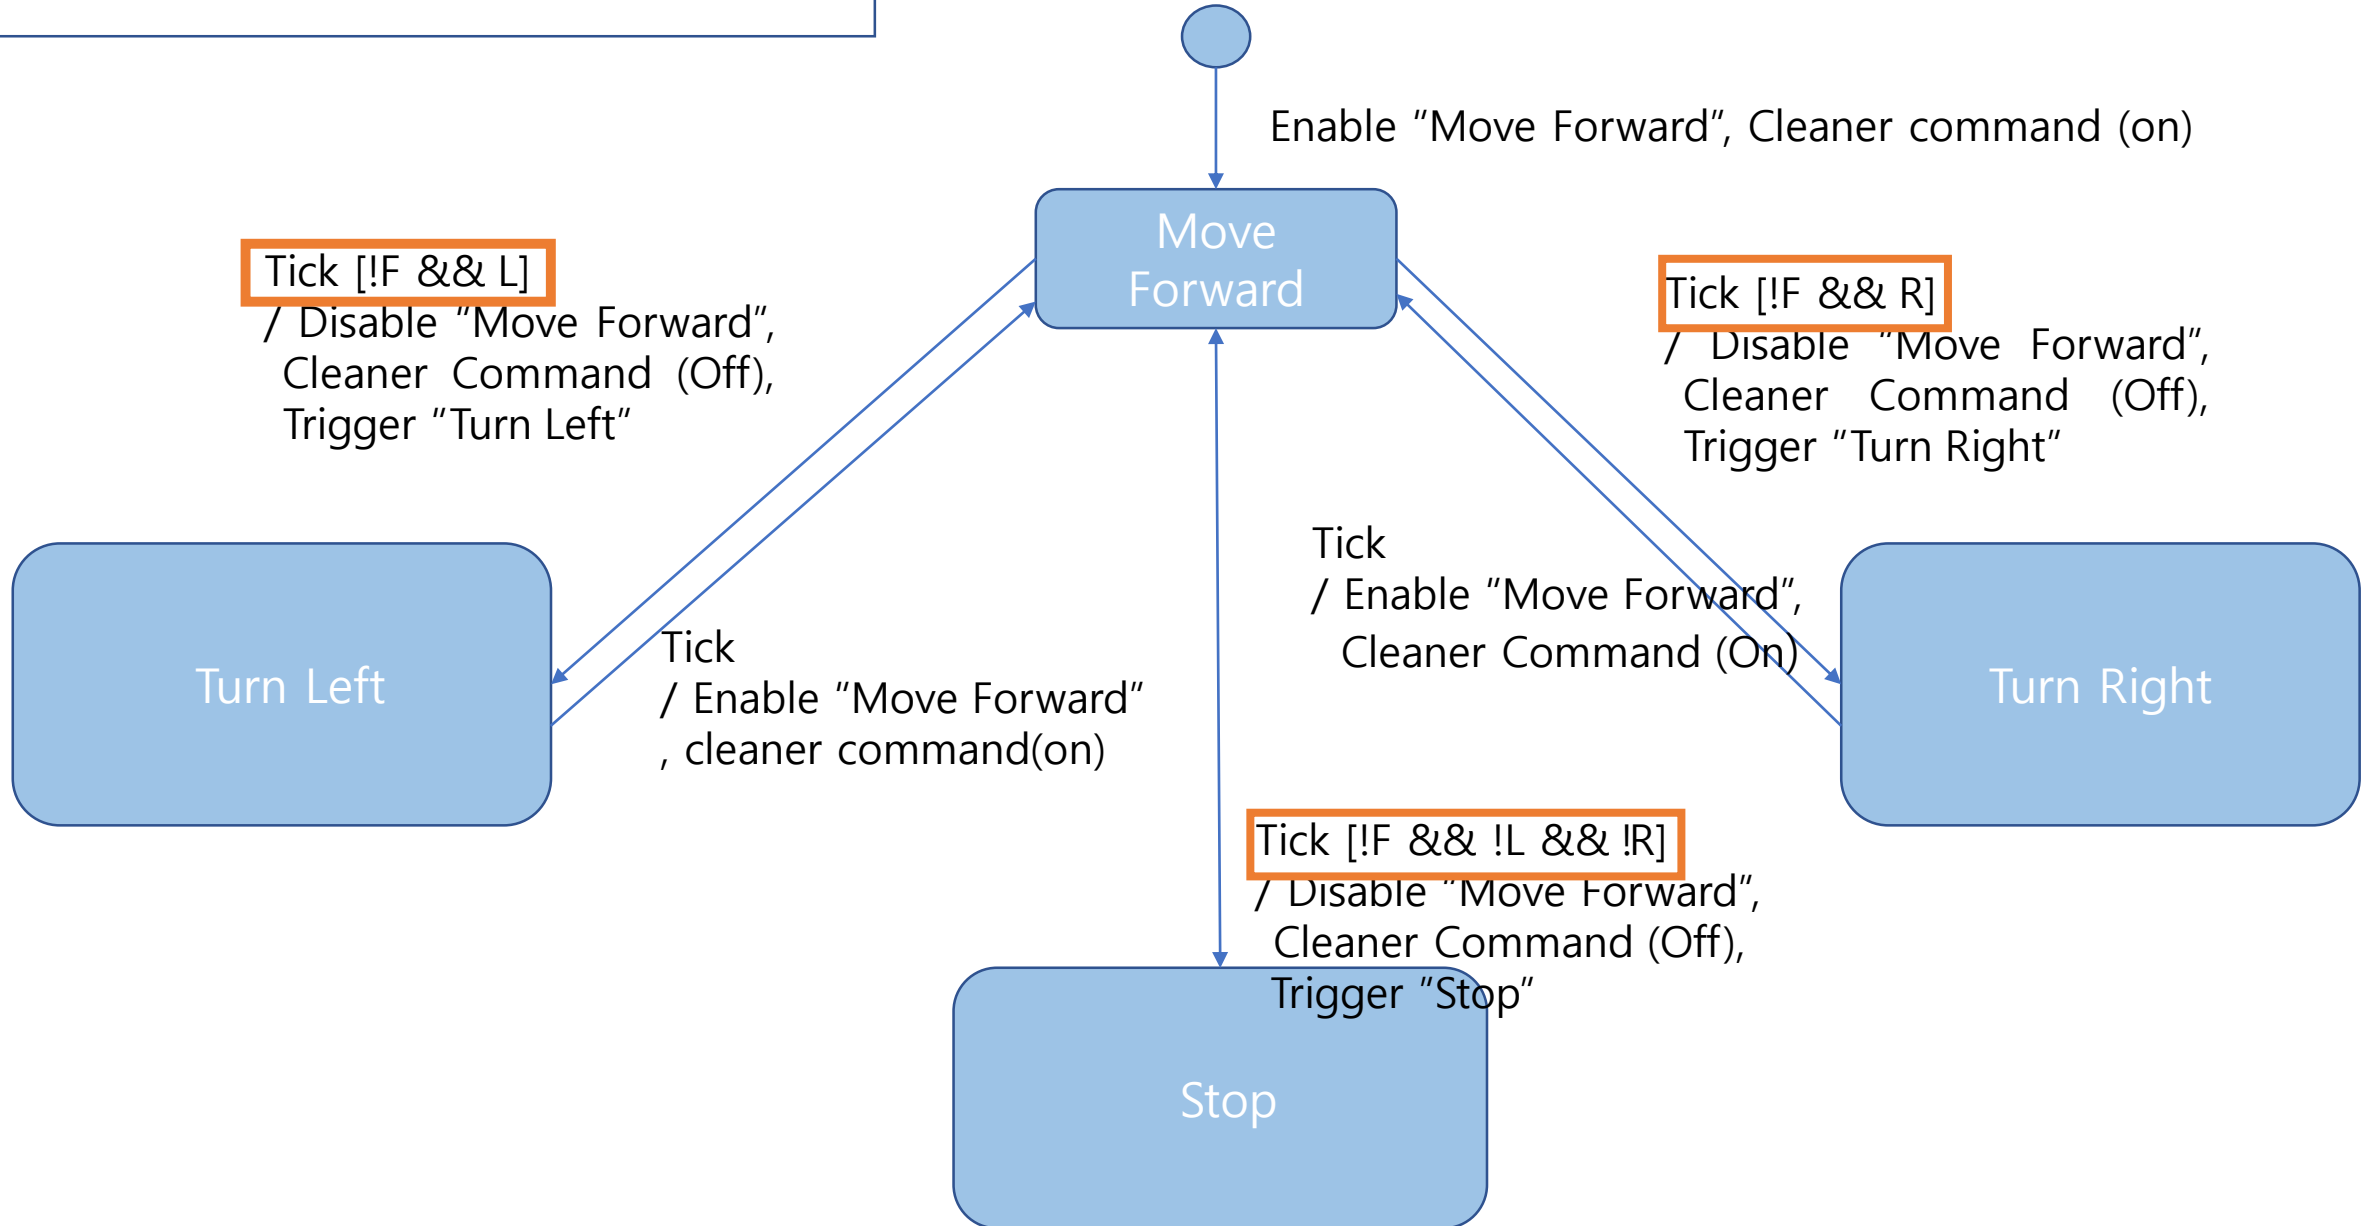 Enable "Move Forward", Cleaner command (on)
Move
Forward
Tick [!F && L]
/ Disable "Move Forward",
Cleaner Command (Off),
Trigger "Turn Left"
Tick [!F && R]
/ Disable "Move Forward",
Cleaner Command (Off),
Trigger "Turn Right"
Tick
/ Enable "Move Forward",
Cleaner Command (On)
Turn Left
Tick
/ Enable "Move Forward"
, cleaner command(on)
Turn Right
Tick [!F && !L && !R]
/ Disable "Move Forward",
Cleaner Command (Off),
Trigger "Stop"
Stop